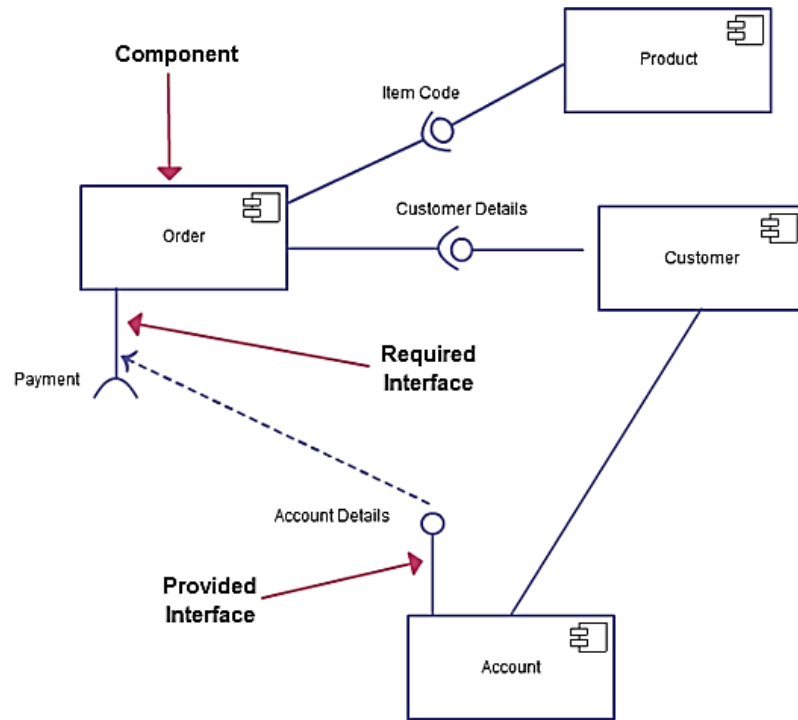 Component
Product
Item Code
Order
Customer Details
Customer
Required
Interface
Payment
Account Details
Provided
Interface
Account